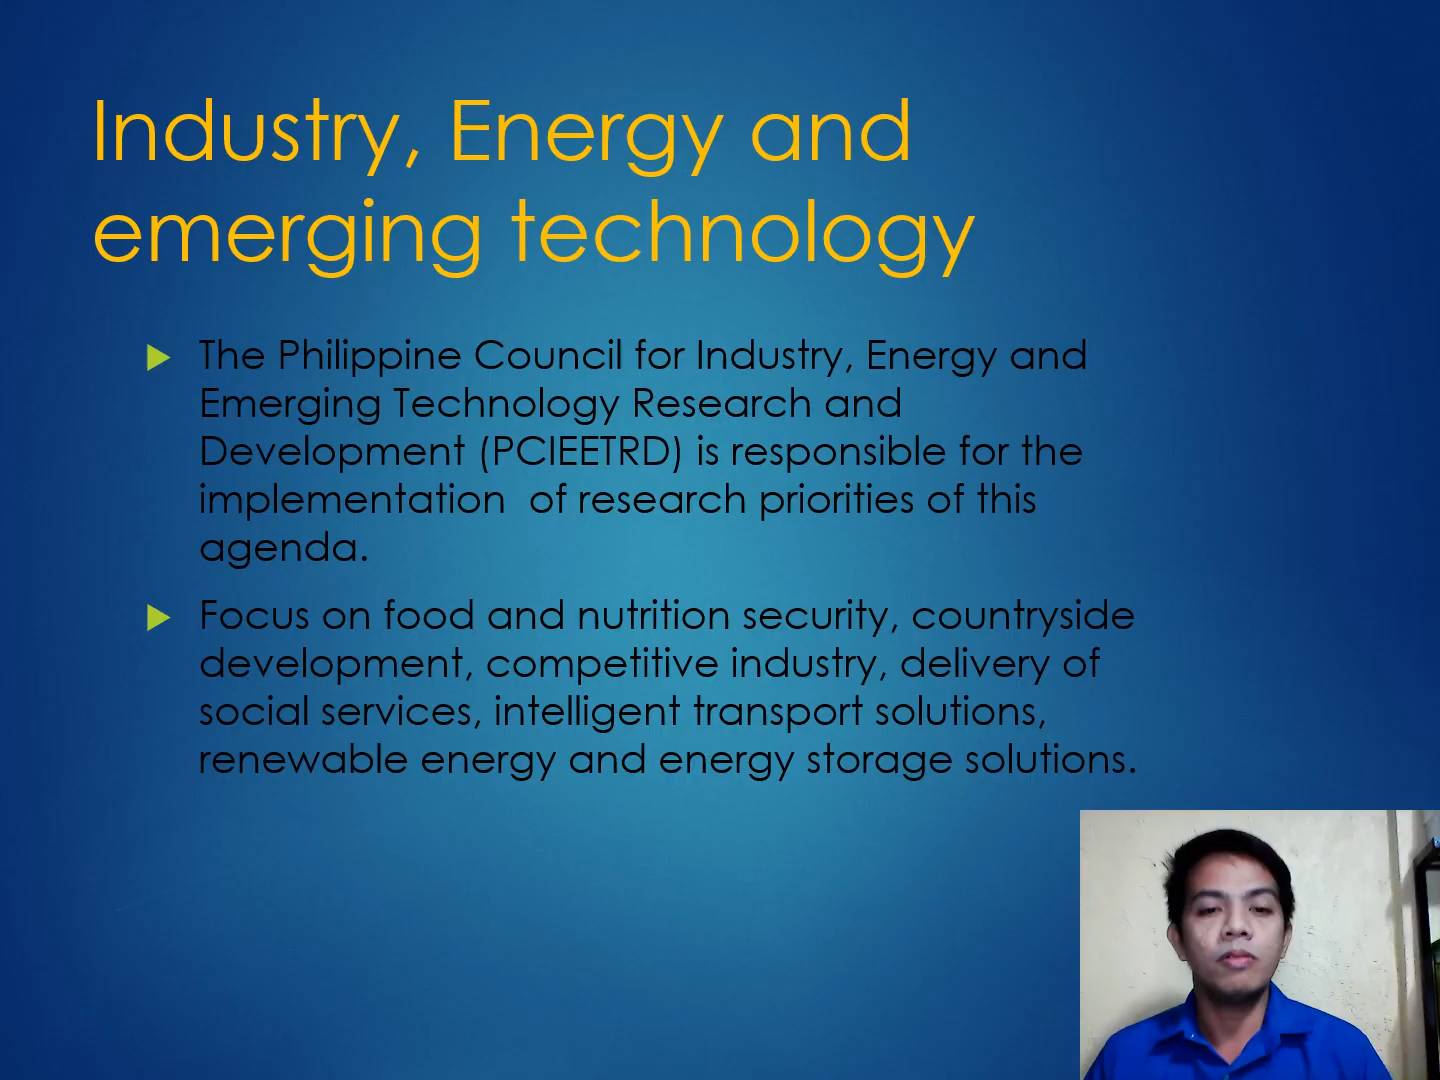 Industry, Energy and
emerging technology
The Philippine Council for Industry, Energy and
Emerging Technology Research and
Development (PCIEETRD) is responsible for the
implementation  of research priorities of this
agenda.
Focus on food and nutrition security, countryside
development, competitive industry, delivery of
social services, intelligent transport solutions,
renewable energy and energy storage solutions.